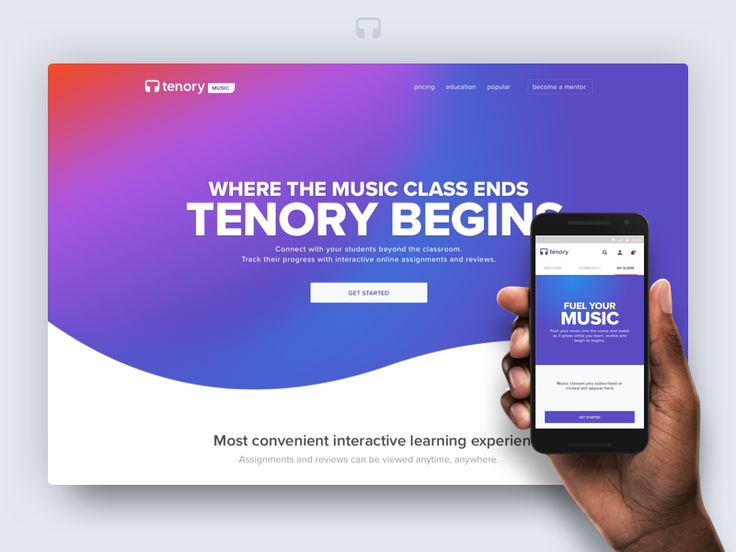 tenory MUSIC
pricing education popular become a mentor
WHERE THE MUSIC CLASS ENDS
TENORY BEGINS
Connect with your students beyond the classroom.
Track their progress with interactive online assignments and reviews.
GET STARTED
Most convenient interactive learning experien
Assignments and reviews can be viewed anytime, anywhere.
tenory
DISCOVER COMMUNITY MY SCENE
FUEL YOUR
MUSIC
Push your music into the scene and watch
as it grows while you learn, evolve and
begin to inspire.
Music classes you subscribed or
invited will appear here
GET STARTED